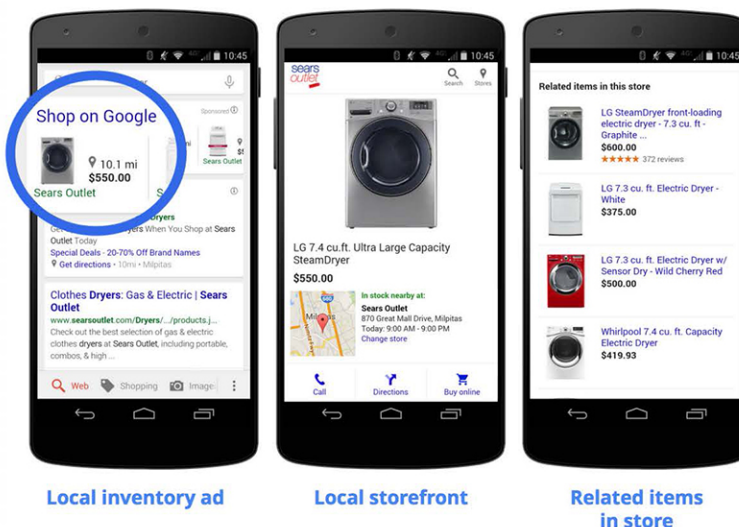 10:45
Sponsored
Shop on Google
10.1 mi
$550.00
Sears Outlet
Sears Outlet
Dryers
Dryers When You Shop at Sears
Outlet Today
Special Deals - 20-70% Off Brand Names
Get directions - 10mi - Milpitas
Clothes Dryers: Gas & Electric | Sears
Outlet
www.searsoutlet.com/Dryers/.../products.j...
Check out the best selection of gas & electric
clothes dryers at Sears Outlet, including portable,
combos, & high ...
Web Shopping Image
Local inventory ad
10:45
sears
outlet
Search Stores
LG 7.4 cu.ft. Ultra Large Capacity
SteamDryer
$550.00
Milpitas
In stock nearby at:
Sears Outlet
870 Great Mall Drive, Milpitas
Today: 9:00 AM - 9:00 PM
Change store
Call Directions Buy online
Local storefront
10:45
Related items in this store
LG SteamDryer front-loading
electric dryer - 7.3 cu. ft -
Graphite ...
$600.00
372 reviews
LG 7.3 cu. ft. Electric Dryer -
White
$375.00
LG 7.3 cu. ft. Electric Dryer w/
Sensor Dry - Wild Cherry Red
$500.00
Whirlpool 7.4 cu. ft. Capacity
Electric Dryer
$419.93
Related items
in store